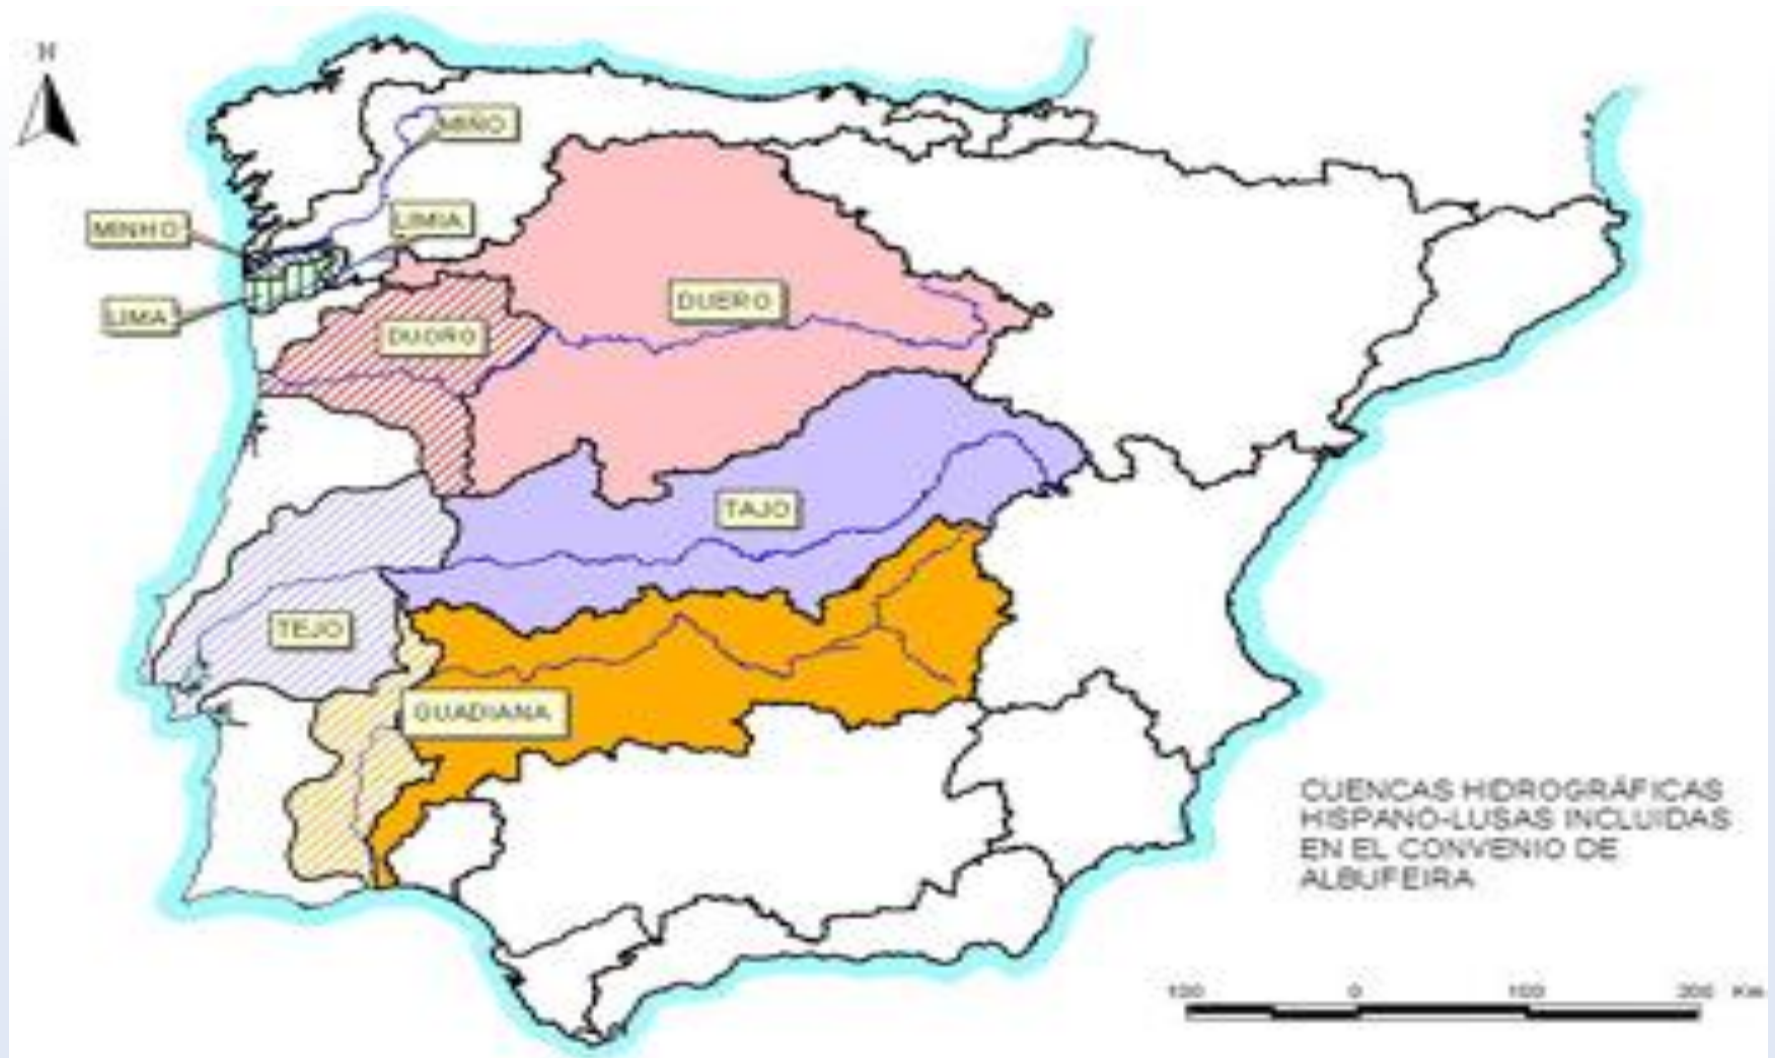 N
MIÑO
LIMIA
MINHO
LIMA
DUERO
DUORO
TAJO
TEJO
GUADIANA
CUENCAS HIDROGRÁFICAS
HISPANO-LUSAS INCLUIDAS
EN EL CONVENIO DE
ALBUFEIRA
100 0 100 200 Km